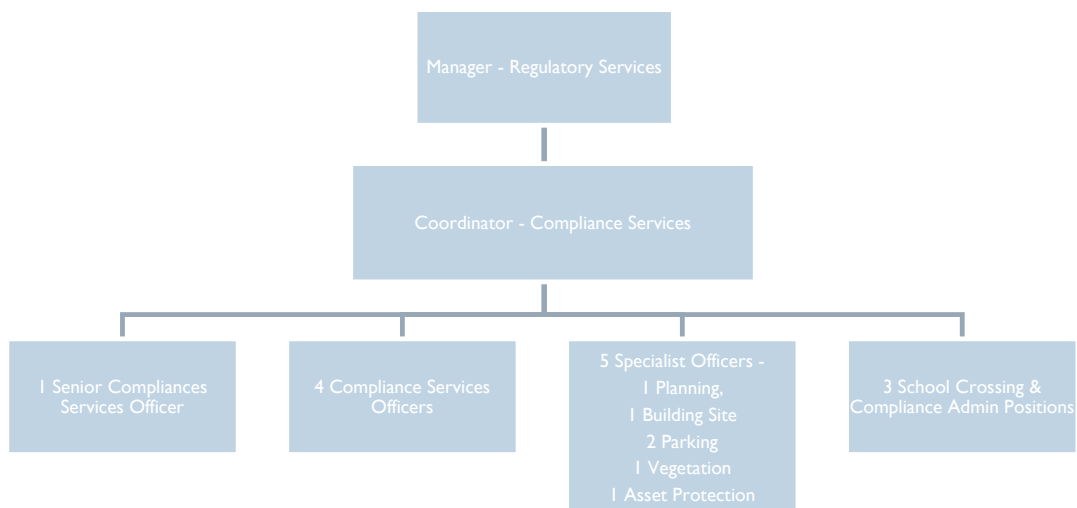 Manager - Regulatory Services
Coordinator - Compliance Services
1 Senior Compliances
Services Officer
4 Compliance Services
Officers
5 Specialist Officers -
1 Planning,
1 Building Site
2 Parking
1 Vegetation
1 Asset Protection
3 School Crossing &
Compliance Admin Positions